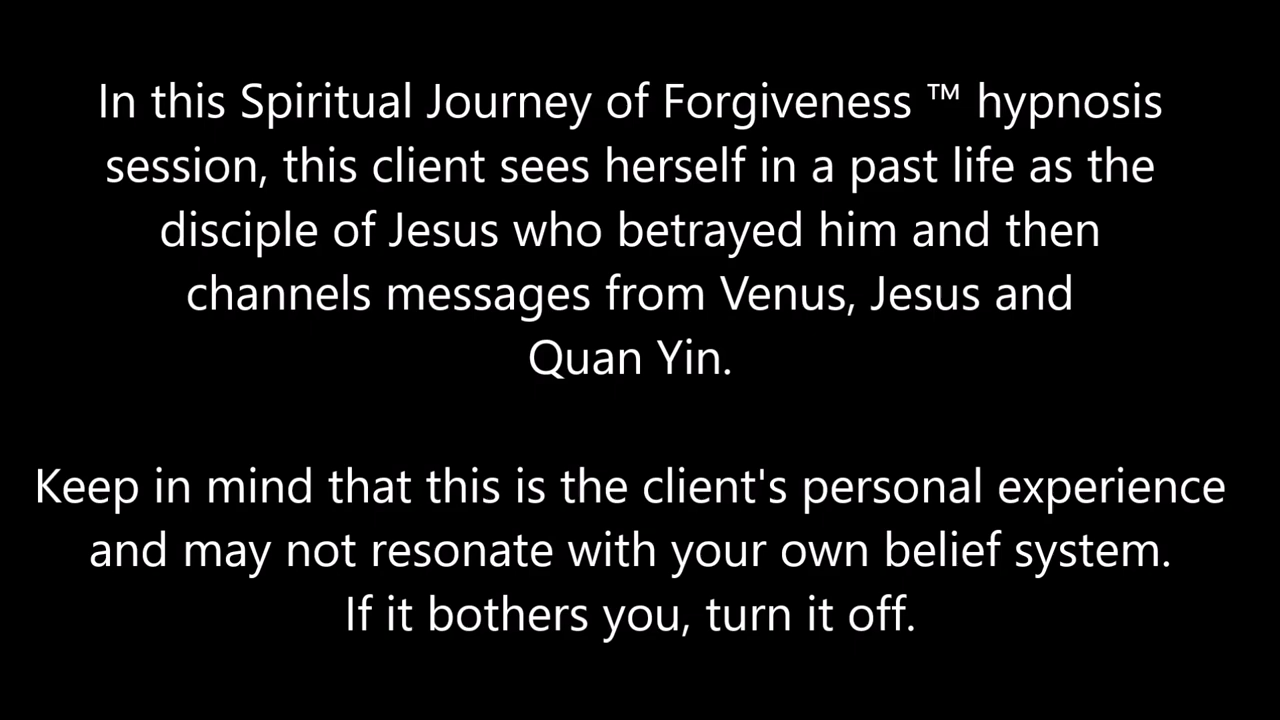 In this Spiritual Journey of Forgiveness ™ hypnosis
session, this client sees herself in a past life as the
disciple of Jesus who betrayed him and then
channels messages from Venus, Jesus and
Quan Yin.
Keep in mind that this is the client's personal experience
and may not resonate with your own belief system.
If it bothers you, turn it off.